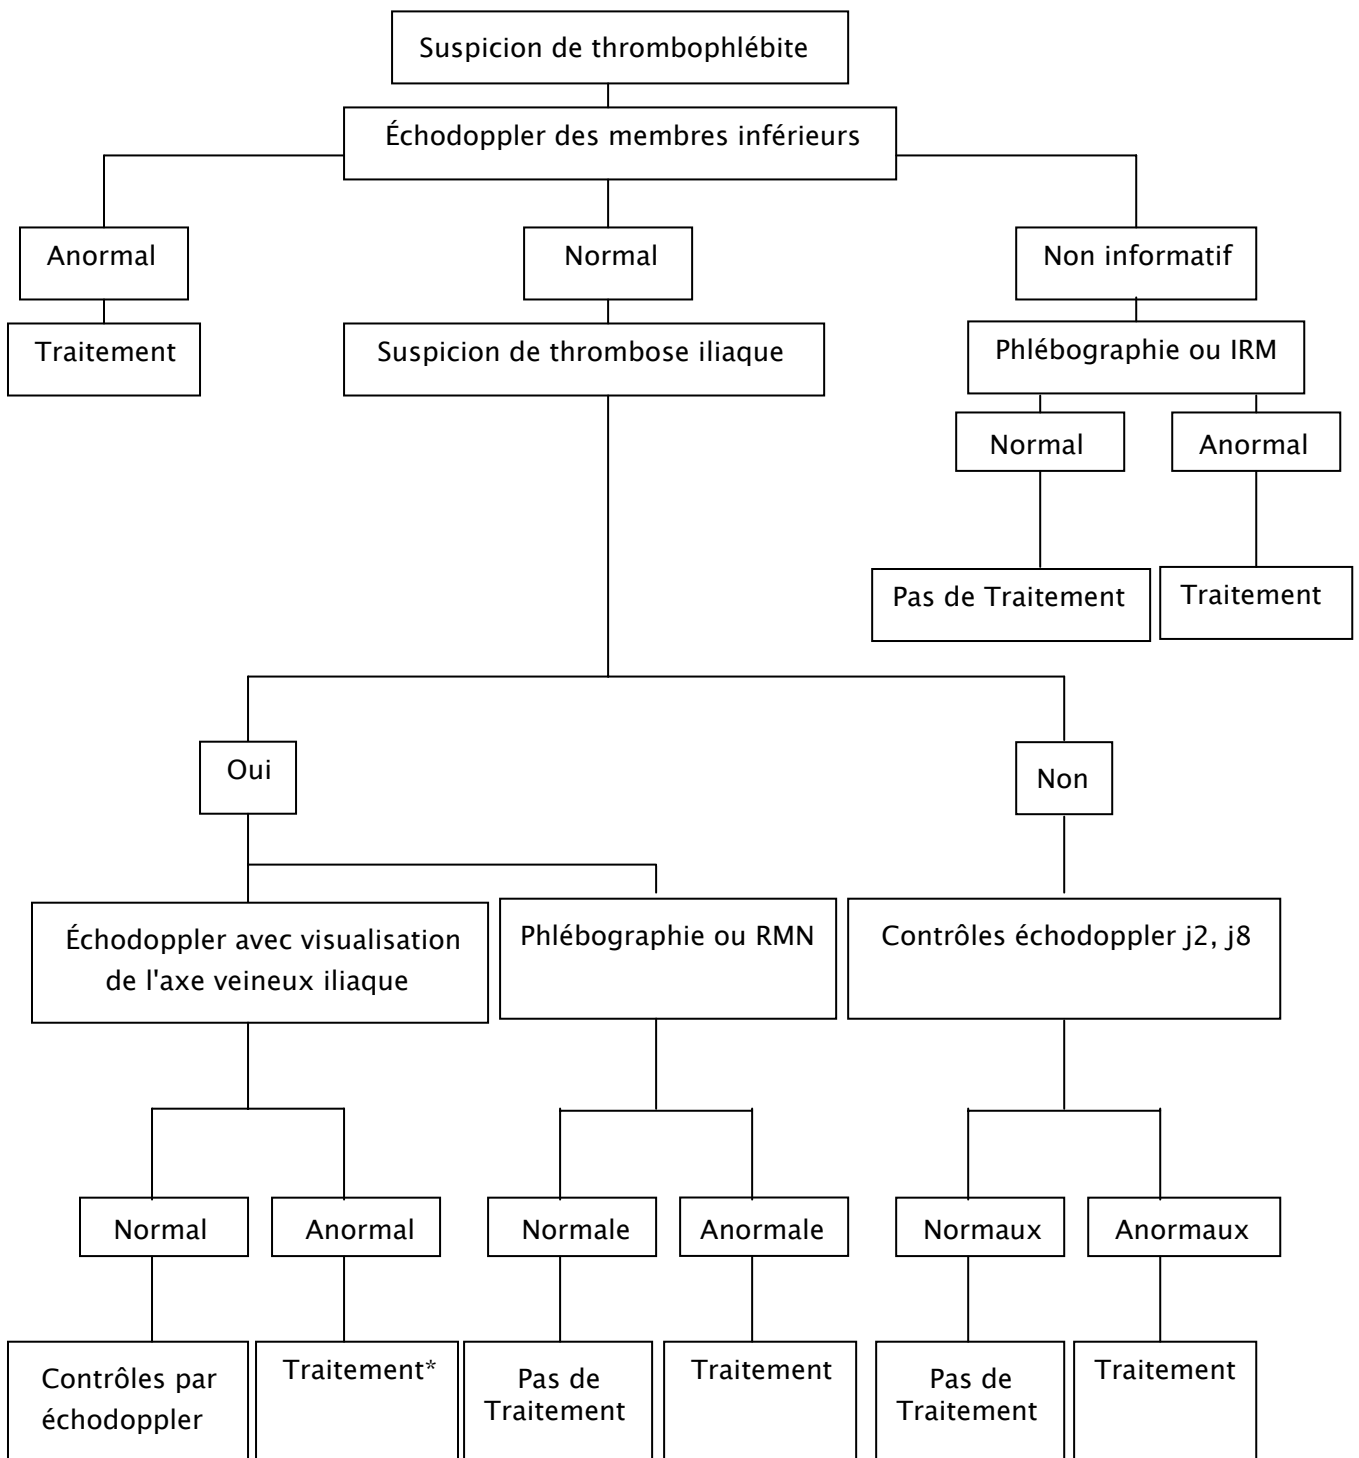 Suspicion de thrombophlébite
Échodoppler des membres inférieurs
Anormal
Normal
Non informatif
Traitement
Suspicion de thrombose iliaque
Phlébographie ou IRM
Normal
Anormal
Pas de Traitement
Traitement
Oui
Non
Échodoppler avec visualisation
de l'axe veineux iliaque
Phlébographie ou RMN
Contrôles échodoppler j2, j8
Normal
Anormal
Normale
Anormale
Normaux
Anormaux
Contrôles par
échodoppler
Traitement*
Pas de
Traitement
Traitement
Pas de
Traitement
Traitement